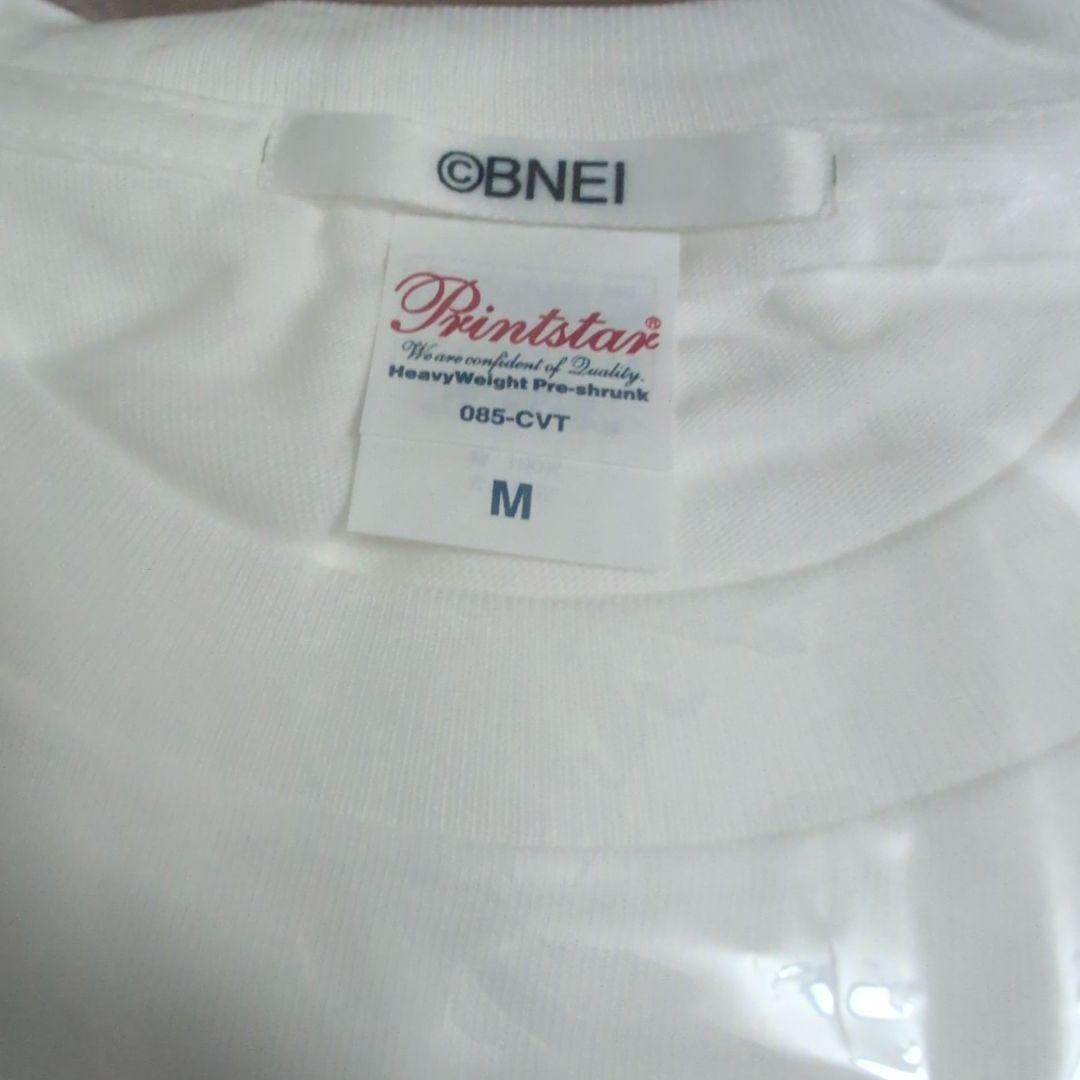 ©BNEI
Printstar®
We are confident of Quality.
HeavyWeight Pre-shrunk
085-CVT
M